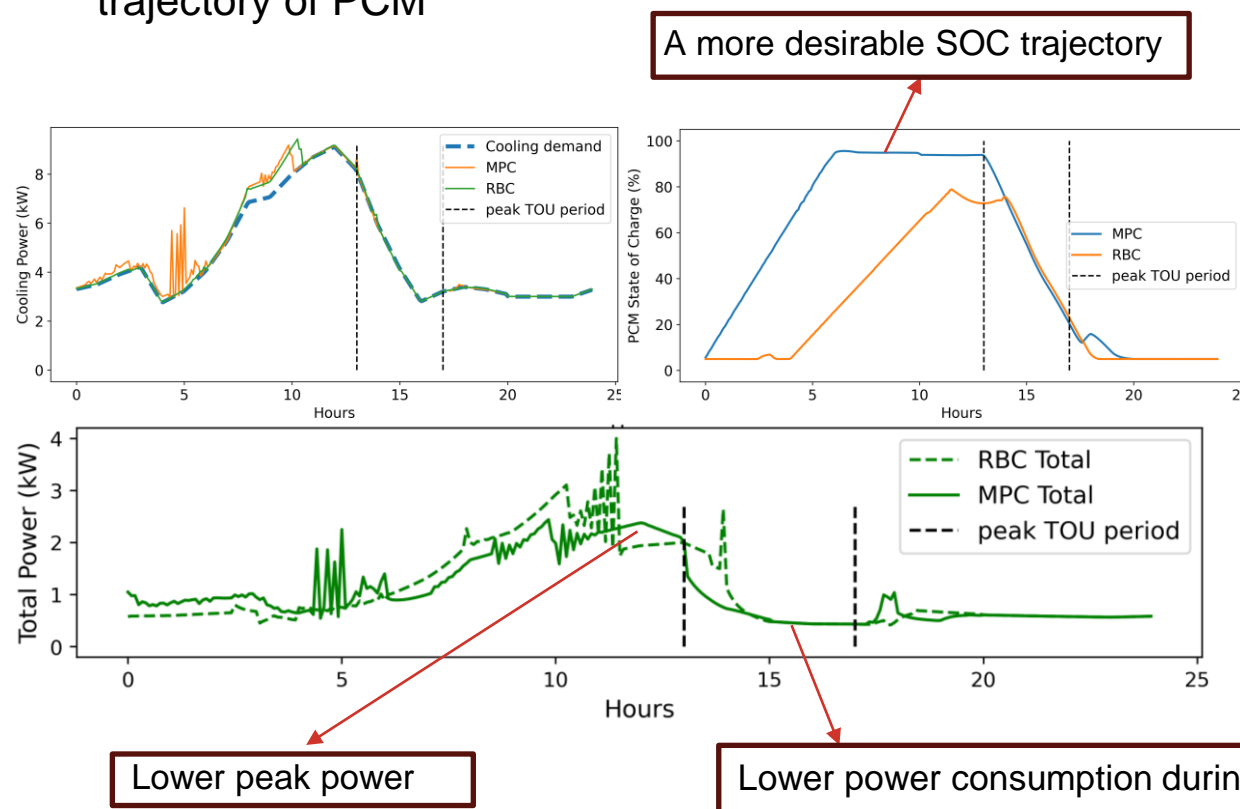 trajectory of PCM
A more desirable SOC trajectory
Cooling Power (kW)
8
6
4
2
0
0 5 10 15 20 25
Hours
Cooling demand
MPC
RBC
peak TOU period
PCM State of Charge (%)
100
80
60
40
20
0
0 5 10 15 20 2
Hours
MPC
RBC
peak TOU period
Total Power (kW)
4
3
2
1
0
0 5 10 15 20 25
Hours
RBC Total
MPC Total
peak TOU period
Lower peak power
Lower power consumption durin